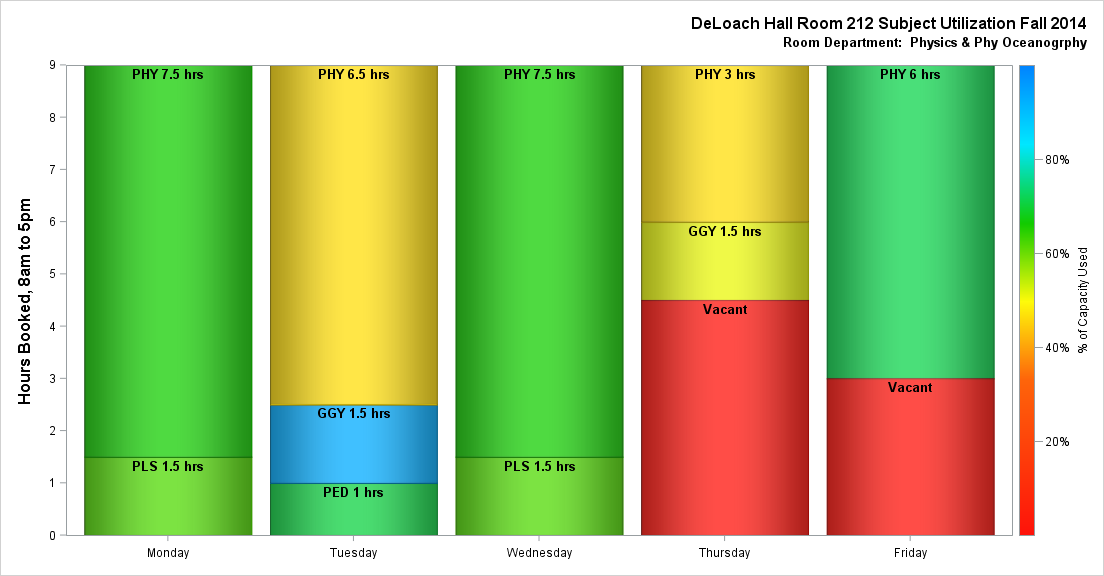 DeLoach Hall Room 212 Subject Utilization Fall 2014
Room Department:  Physics & Phy Oceanogrphy
Hours Booked, 8am to 5pm
9
8
7
6
5
4
3
2
1
0
PHY 7.5 hrs
PLS 1.5 hrs
PHY 6.5 hrs
GGY 1.5 hrs
PED 1 hrs
PHY 7.5 hrs
PLS 1.5 hrs
PHY 3 hrs
GGY 1.5 hrs
Vacant
PHY 6 hrs
Vacant
Monday
Tuesday
Wednesday
Thursday
Friday
80%
60%
40%
20%
% of Capacity Used